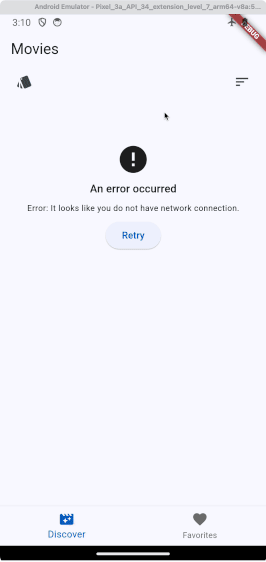 Android Emulator - Pixel_3a_API_34_extension_level_7_arm64-v8a:5...
3:10
DEBUG
Movies
An error occurred
Error: It looks like you do not have network connection.
Retry
Discover
Favorites